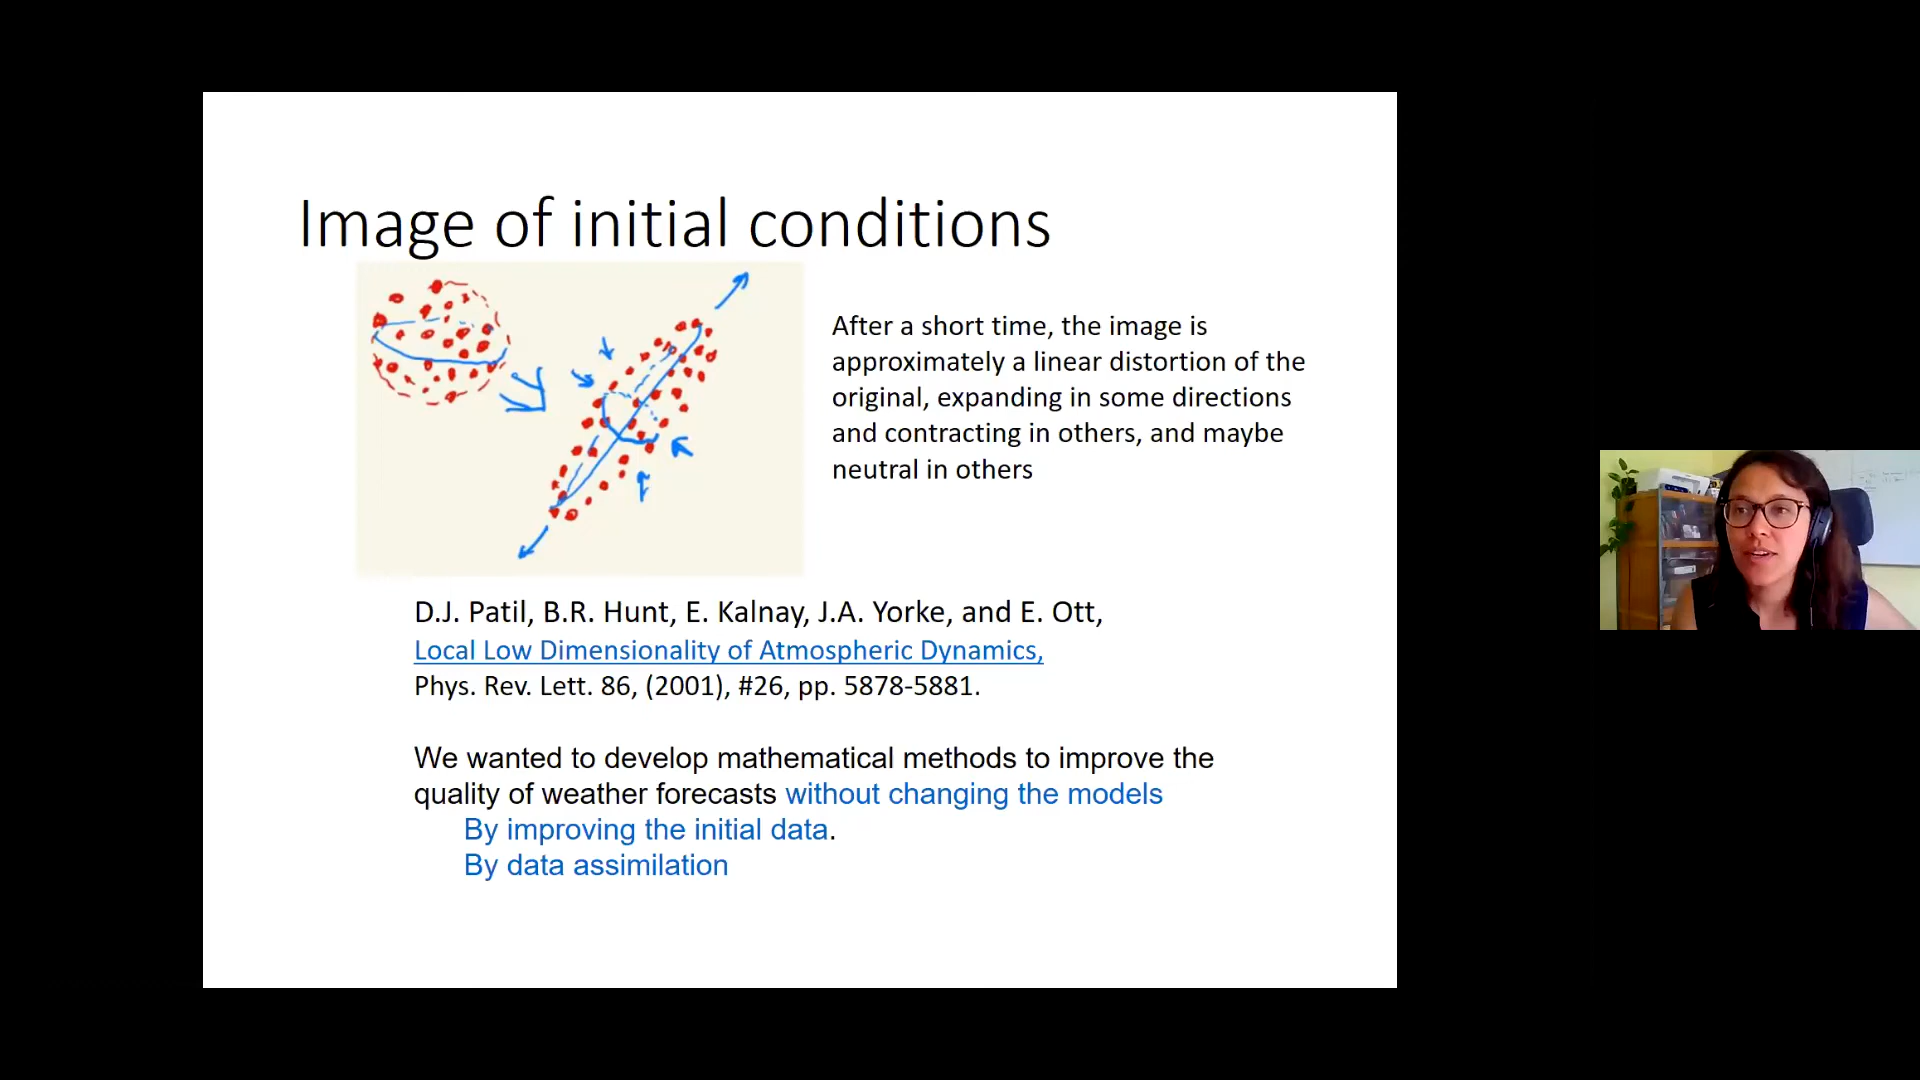 Image of initial conditions
After a short time, the image is
approximately a linear distortion of the
original, expanding in some directions
and contracting in others, and maybe
neutral in others
D.J. Patil, B.R. Hunt, E. Kalnay, J.A. Yorke, and E. Ott,
Local Low Dimensionality of Atmospheric Dynamics,
Phys. Rev. Lett. 86, (2001), #26, pp. 5878-5881.
We wanted to develop mathematical methods to improve the
quality of weather forecasts without changing the models
By improving the initial data.
By data assimilation